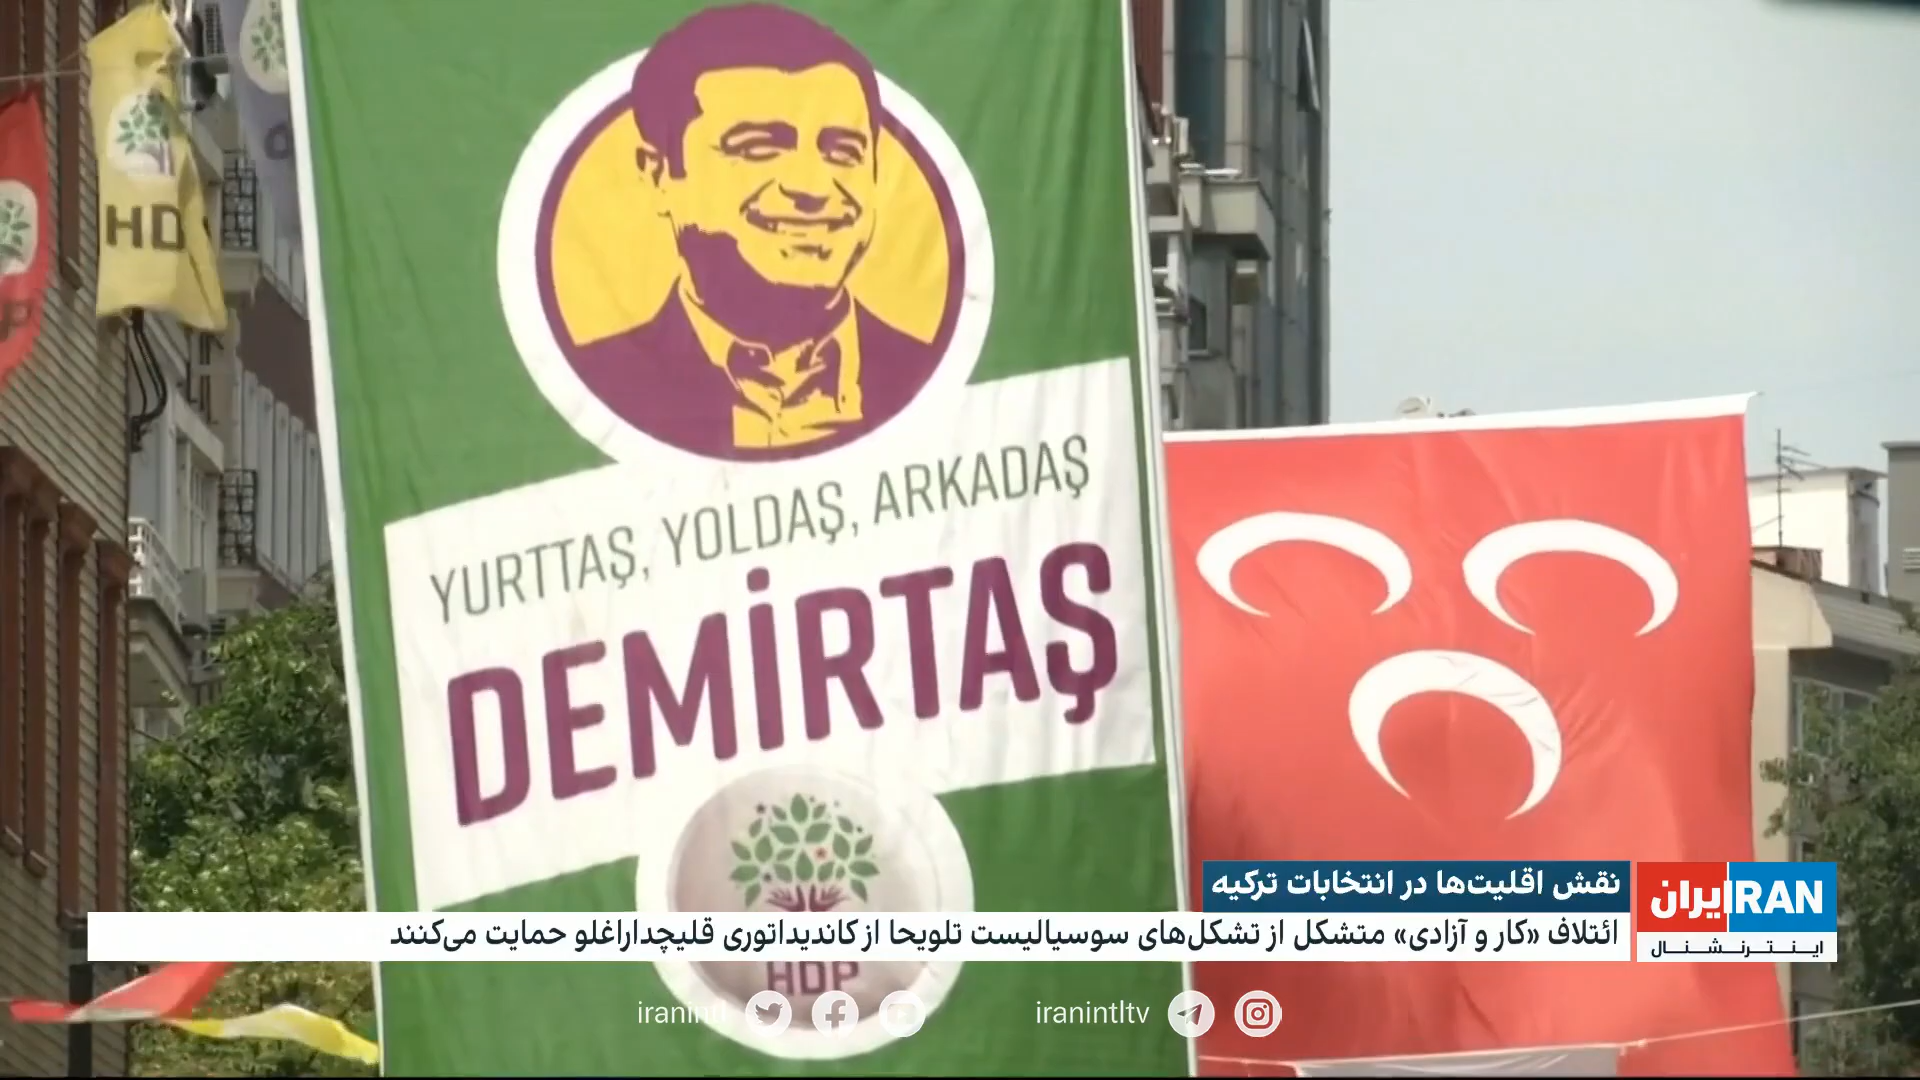 HD
YURTTAŞ, YOLDAŞ, ARKADAŞ
DEMİRTAŞ
HDP
نقش اقلیت‌ها در انتخابات ترکیه
ائتلاف «کار و آزادی» متشکل از تشکل‌های سوسیالیست تلویحا از کاندیداتوری قلیچداراغلو حمایت می‌کنند
ایران IRAN
اینترنشنال
iranintl
iranintltv